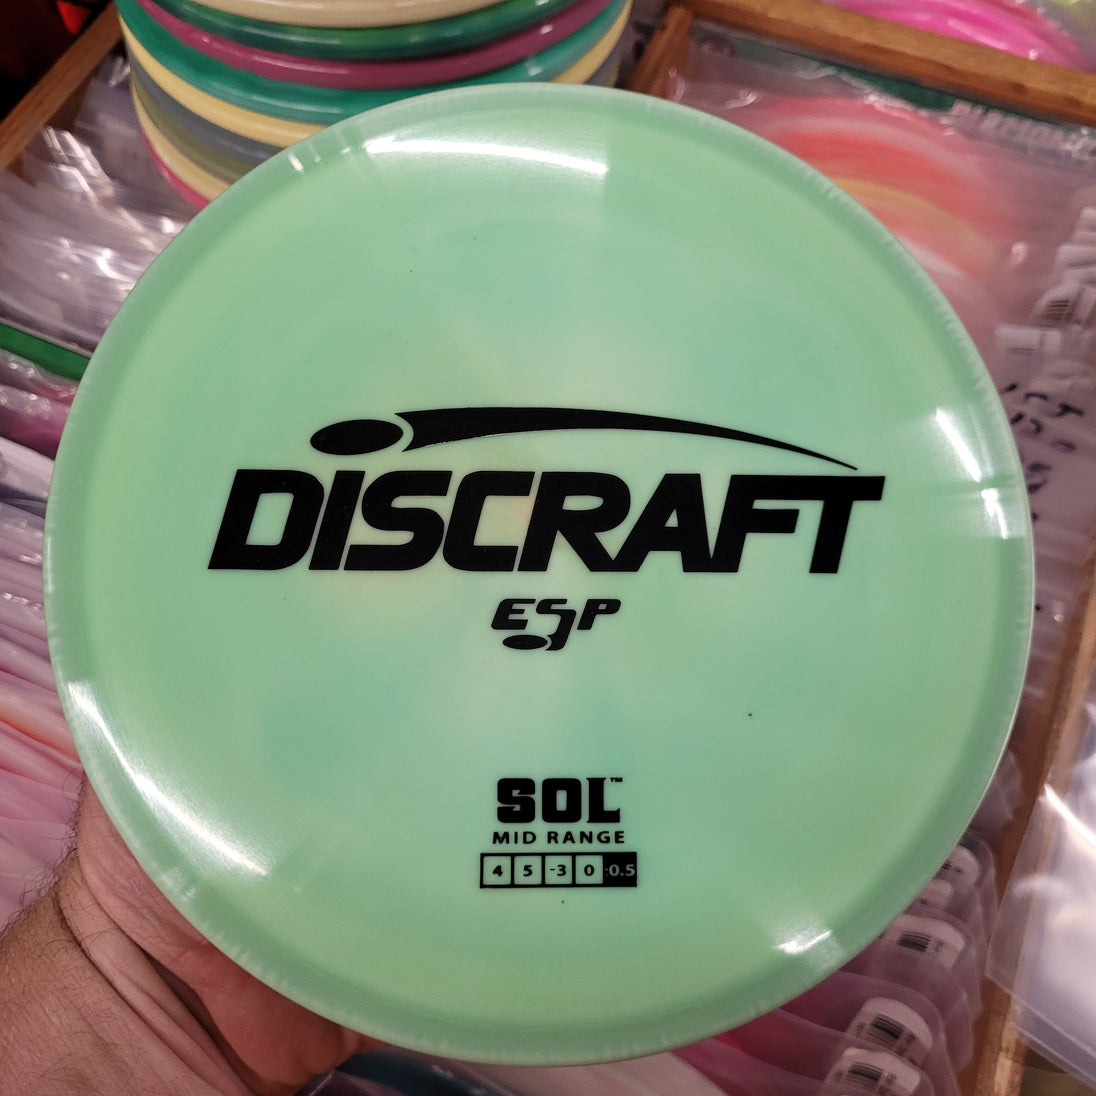 DISCRAFT
ESP
SOL™
MID RANGE
4 5 -3 0 -0.5